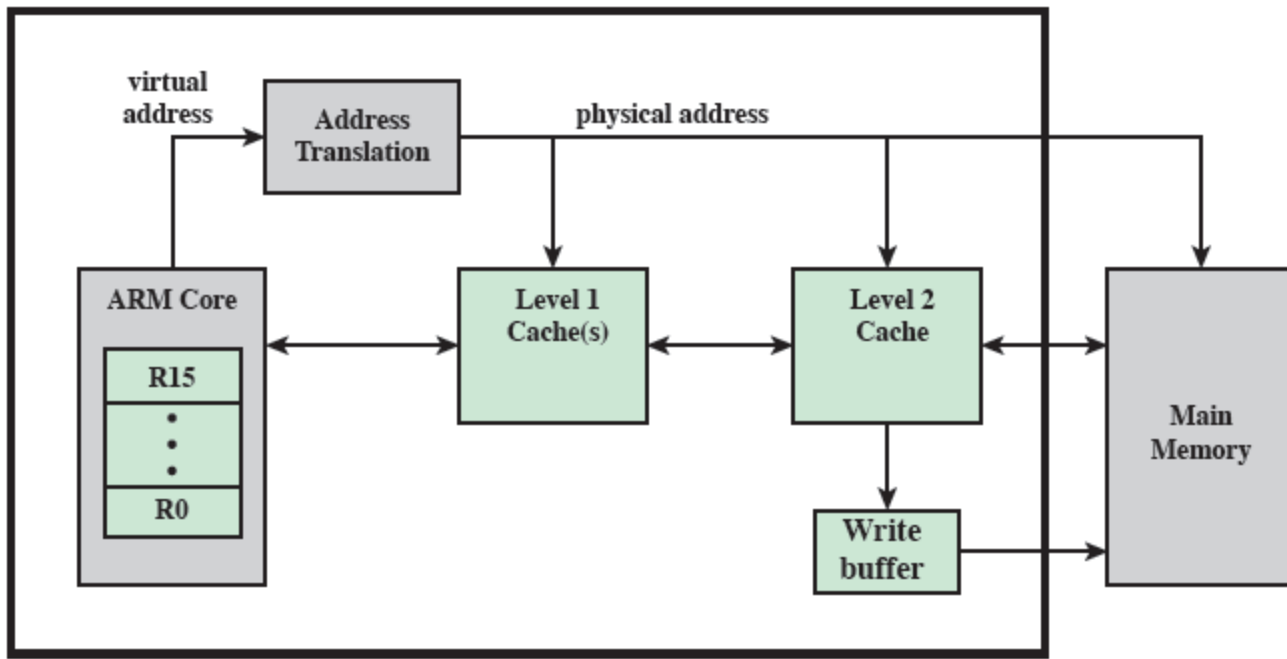 virtual
address
Address
Translation
physical address
ARM Core
R15
R0
Level 1
Cache(s)
Level 2
Cache
Main
Memory
Write
buffer